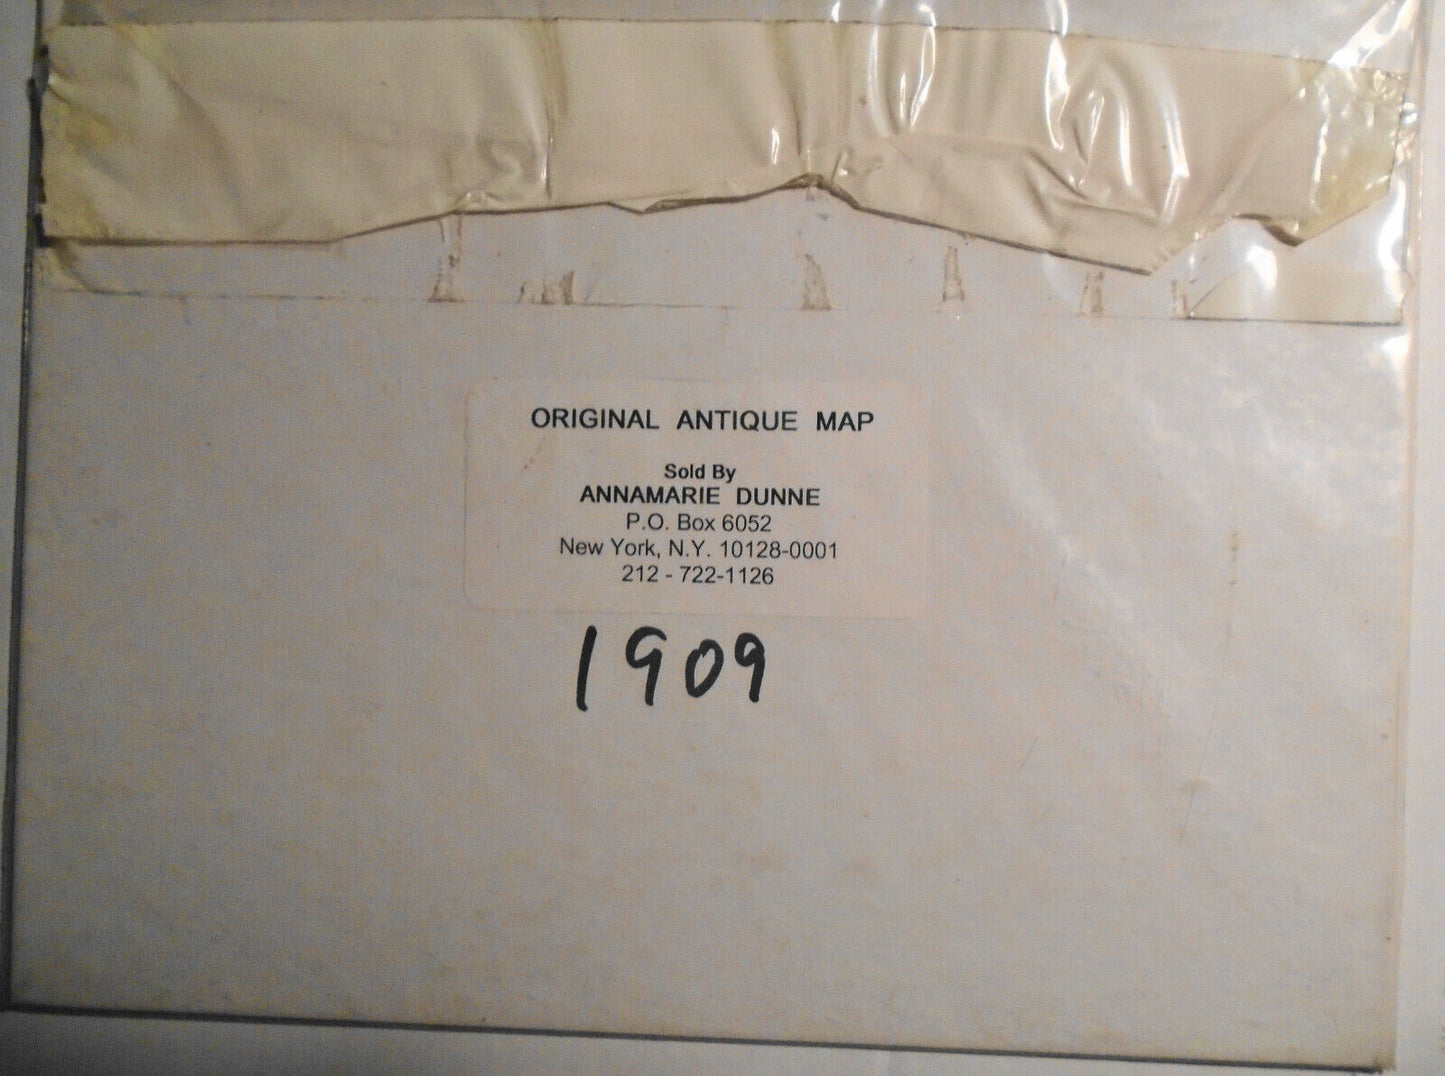 ORIGINAL ANTIQUE MAP
Sold By
ANNAMARIE DUNNE
P.O. Box 6052
New York, N.Y. 10128-0001
212 - 722-1126
1909